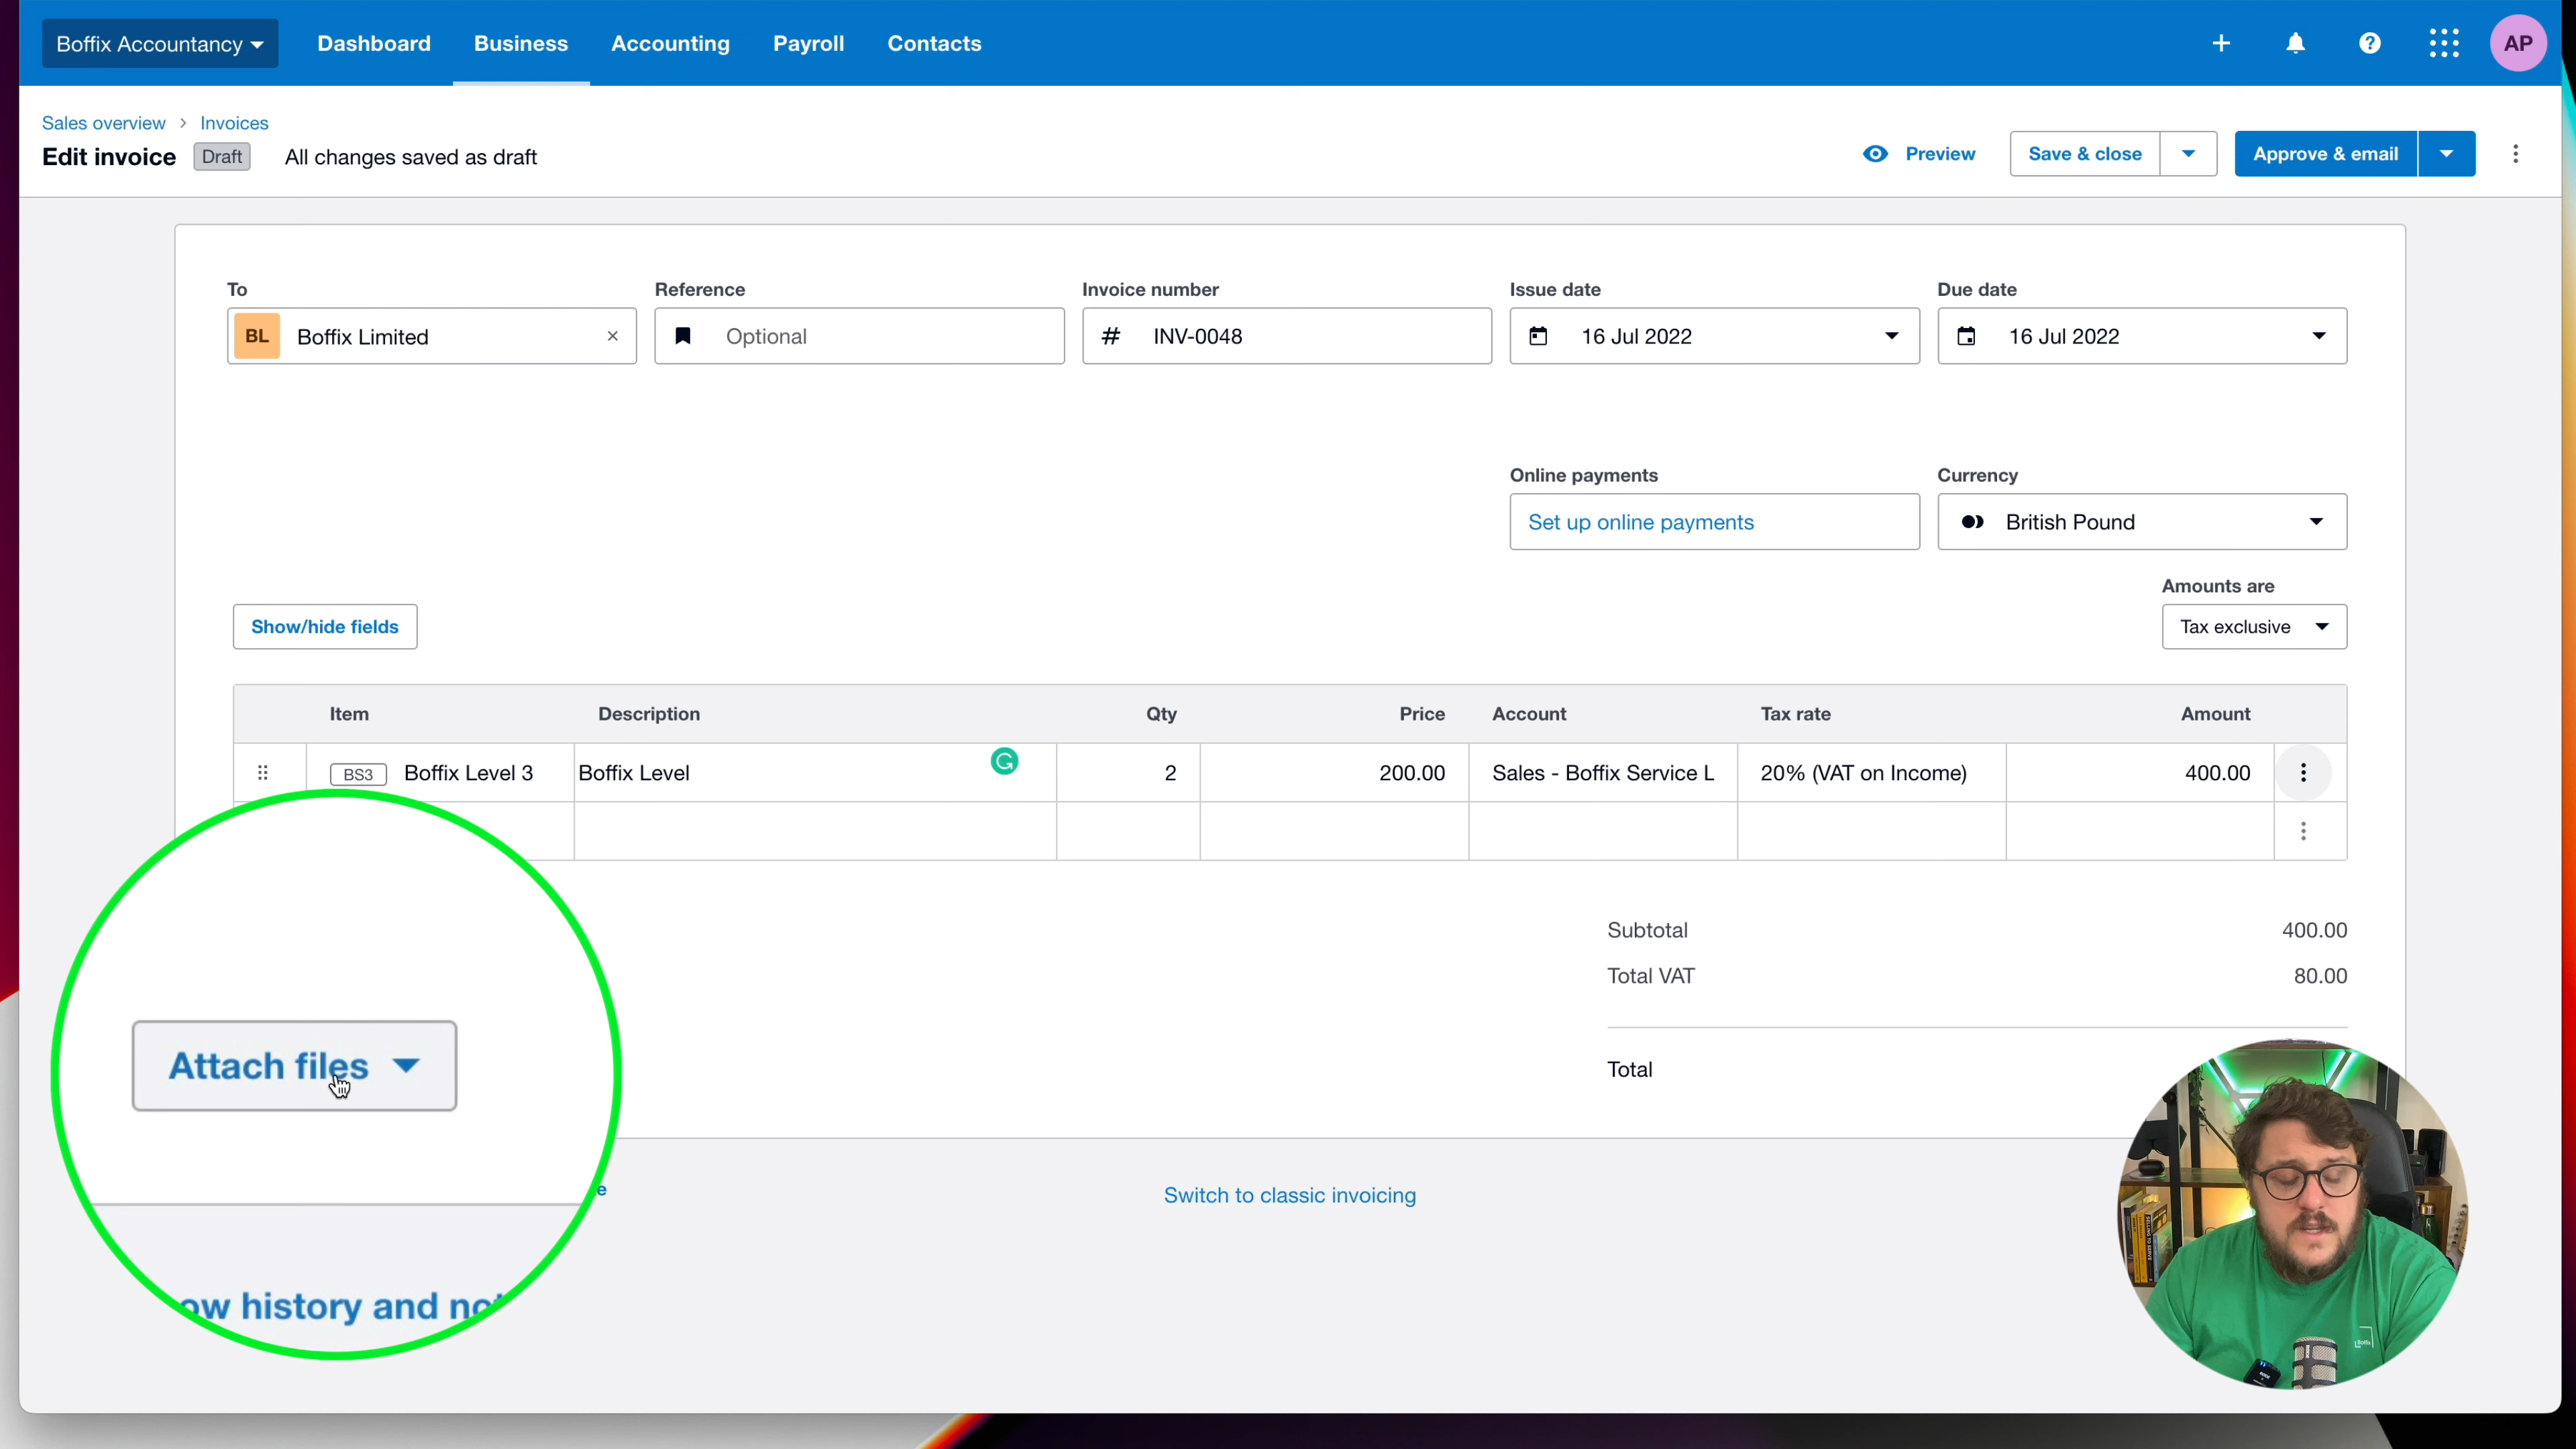 Boffix Accountancy Dashboard Business Accounting Payroll Contacts AP
Sales overview Invoices
Edit invoice Draft All changes saved as draft Preview Save & close Approve & email
To Reference Invoice number Issue date Due date
BL Boffix Limited Optional # INV-0048 16 Jul 2022 16 Jul 2022
Online payments Currency
Set up online payments British Pound
Amounts are
Show/hide fields Tax exclusive
Item Description Qty Price Account Tax rate Amount
BS3 Boffix Level 3 Boffix Level 2 200.00 Sales - Boffix Service L 20% (VAT on Income) 400.00
Subtotal 400.00
Total VAT 80.00
Attach files Total
e Switch to classic invoicing
ow history and not